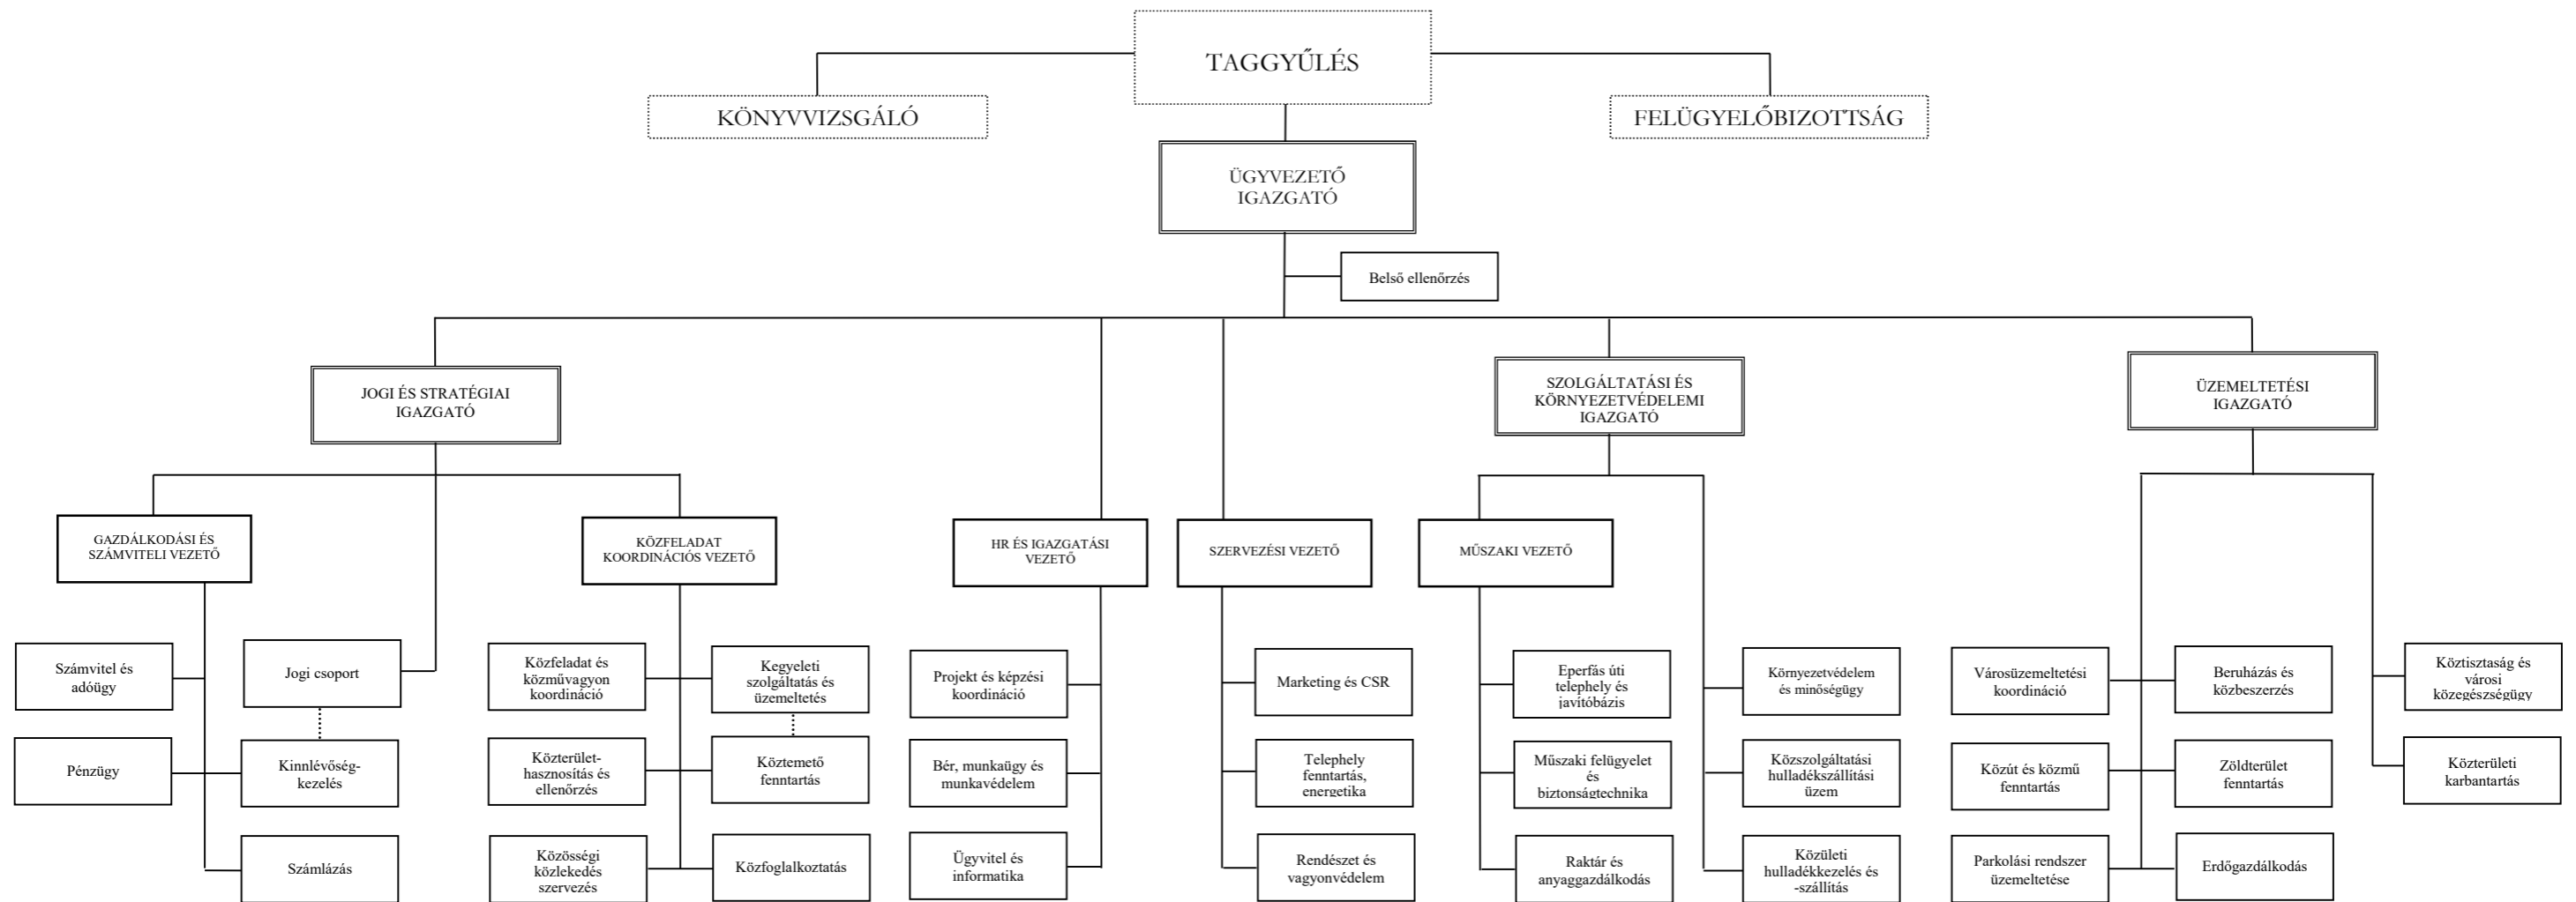 TAGGYŰLÉS
KÖNYVVIZSGÁLÓ
FELÜGYELŐBIZOTTSÁG
ÜGYVEZETŐ
IGAZGATÓ
Belső ellenőrzés
JOGI ÉS STRATÉGIAI
IGAZGATÓ
SZOLGÁLTATÁSI ÉS
KÖRNYEZETVÉDELEMI
IGAZGATÓ
ÜZEMELTETÉSI
IGAZGATÓ
GAZDÁLKODÁSI ÉS
SZÁMVITELI VEZETŐ
KÖZFELADAT
KOORDINÁCIÓS VEZETŐ
HR ÉS IGAZGATÁSI
VEZETŐ
SZERVEZÉSI VEZETŐ
MŰSZAKI VEZETŐ
Számvitel és
adóügy
Jogi csoport
Közfeladat és
közművagyon
koordináció
Kegyeleti
szolgáltatás és
üzemeltetés
Projekt és képzési
koordináció
Marketing és CSR
Eperfás úti
telephely és
javítóbázis
Környezetvédelem
és minőségügy
Városüzemeltetési
koordináció
Beruházás és
közbeszerzés
Köztisztaság és
városi
közegészségügy
Pénzügy
Kinnlévőség-
kezelés
Közterület-
hasznosítás és
ellenőrzés
Köztemető
fenntartás
Bér, munkaügy és
munkavédelem
Telephely
fenntartás,
energetika
Műszaki felügyelet
és
biztonságtechnika
Közszolgáltatási
hulladékszállítási
üzem
Közút és közmű
fenntartás
Zöldterület
fenntartás
Közterületi
karbantartás
Számlázás
Közösségi
közlekedés
szervezés
Közfoglalkoztatás
Ügyvitel és
informatika
Rendészet és
vagyonvédelem
Raktár és
anyaggazdálkodás
Közületi
hulladékkezelés és
-szállítás
Parkolási rendszer
üzemeltetése
Erdőgazdálkodás